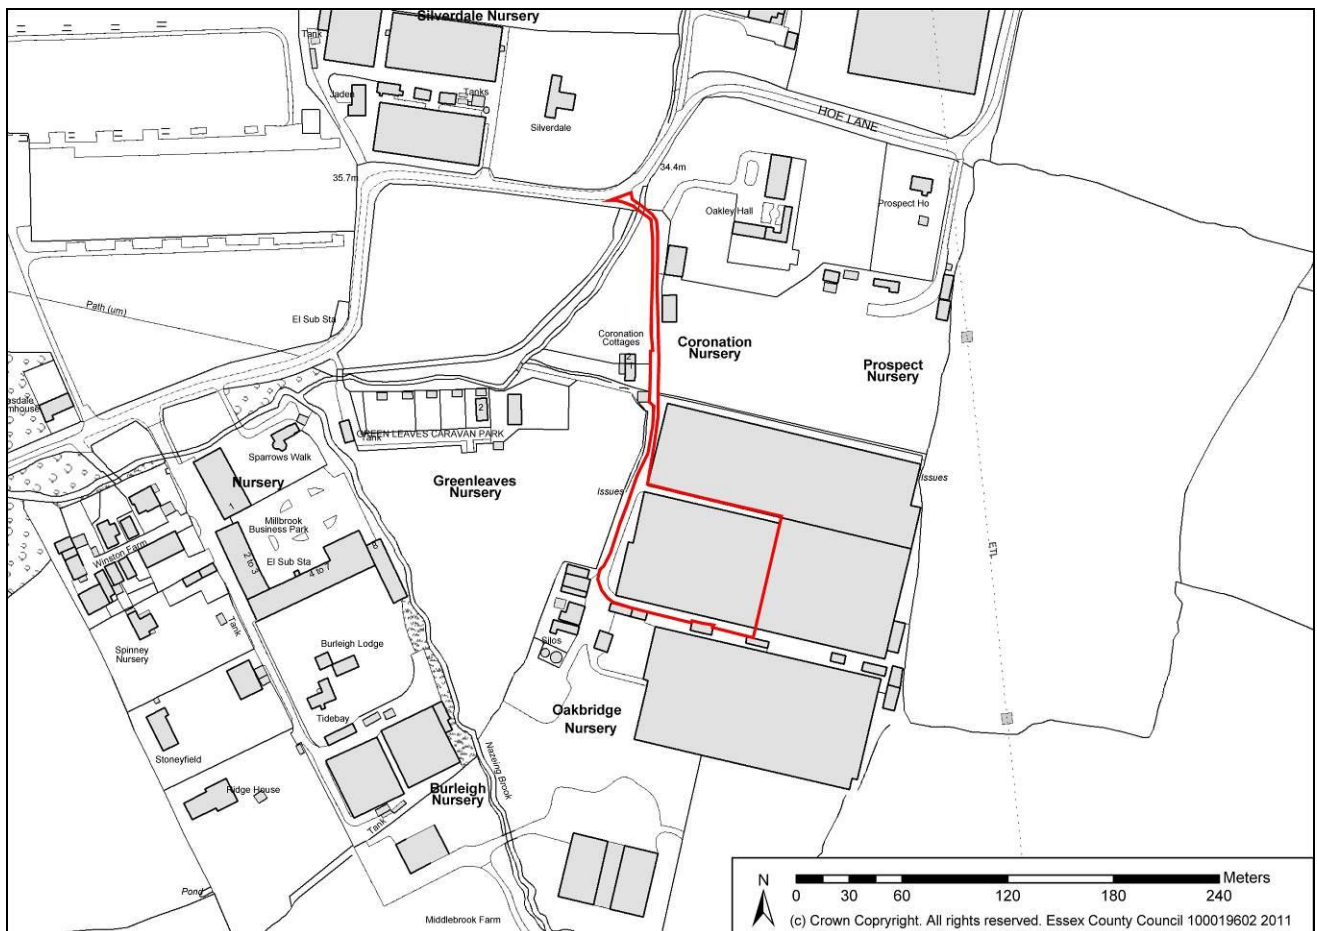 Silverdale Nursery
Tank
Jaden
Tanks
Silverdale
HOE LANE
35.7m
34.4m
Oakley Hall
Prospect Ho
Path (um)
El Sub Sta
Coronation
Cottages
2
1
Coronation
Nursery
Prospect
Nursery
asdale
mhouse
2
GREEN LEAVES CARAVAN PARK
Tank
Sparrows Walk
Nursery
1
Greenleaves
Nursery
Issues
Issues
Millbrook
Business Park
El Sub Sta
2 to 3
4 to 7
8
ETL
Winston Farm
Tank
Spinney
Nursery
Burleigh Lodge
Silos
Tidebay
Oakbridge
Nursery
Stoneyfield
Nazeing Brook
Ridge House
Burleigh
Nursery
Tank
Pond
Middlebrook Farm
N
Meters
0 30 60 120 180 240
(c) Crown Copyright. All rights reserved. Essex County Council 100019602 2011